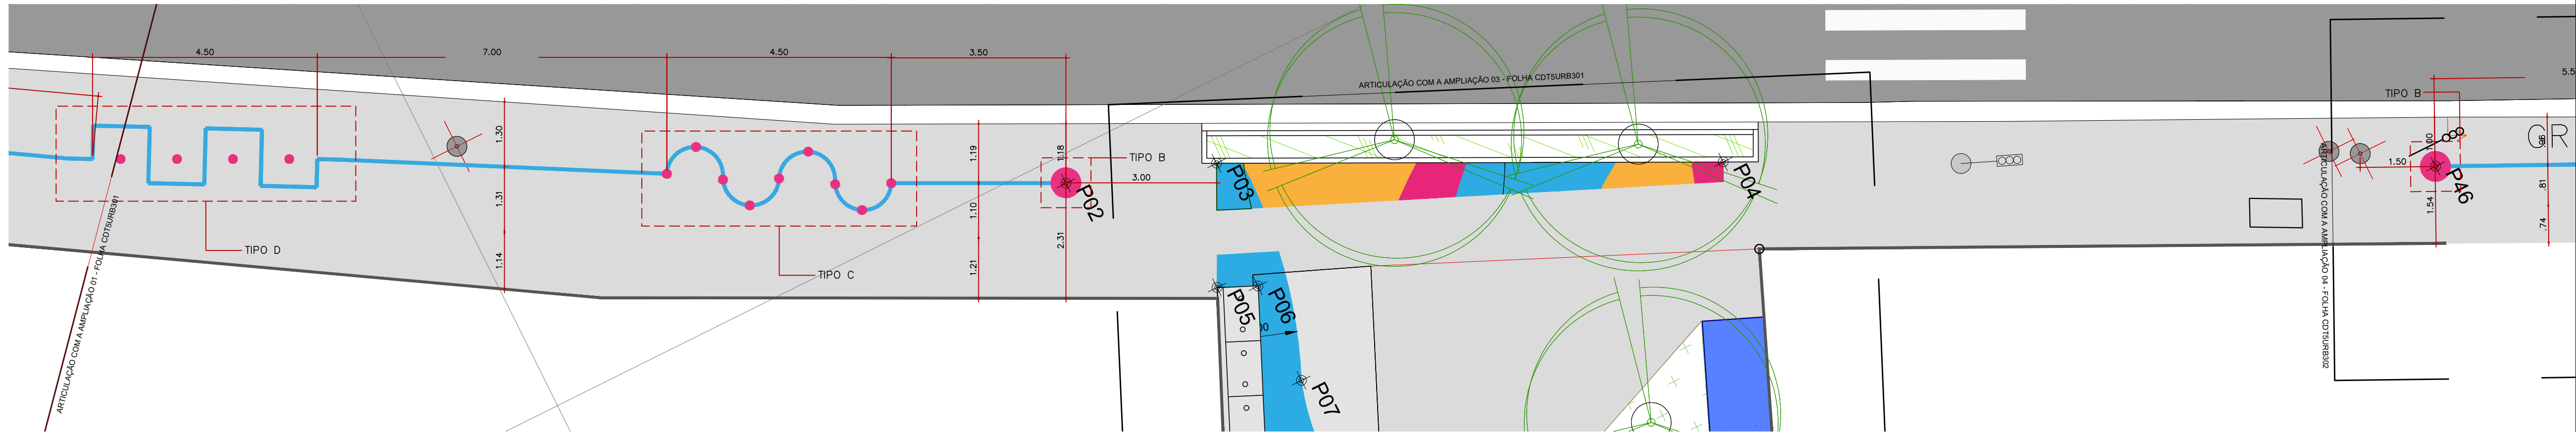 4.50
7.00
4.50
3.50
5.5
ARTICULAÇÃO COM A AMPLIAÇÃO 03 - FOLHA CDT5URB301
TIPO B
1.30
1.31
1.14
1.19
1.10
1.21
1.18
2.31
TIPO B
3.00
P02
P03
P04
1.50
1.00
1.54
P46
.81
.74
TIPO D
TIPO C
P05
P06
P07
ARTICULAÇÃO COM A AMPLIAÇÃO 01 - FOLHA CDT5URB301
ARTICULAÇÃO COM A AMPLIAÇÃO 04 - FOLHA CDT5URB302